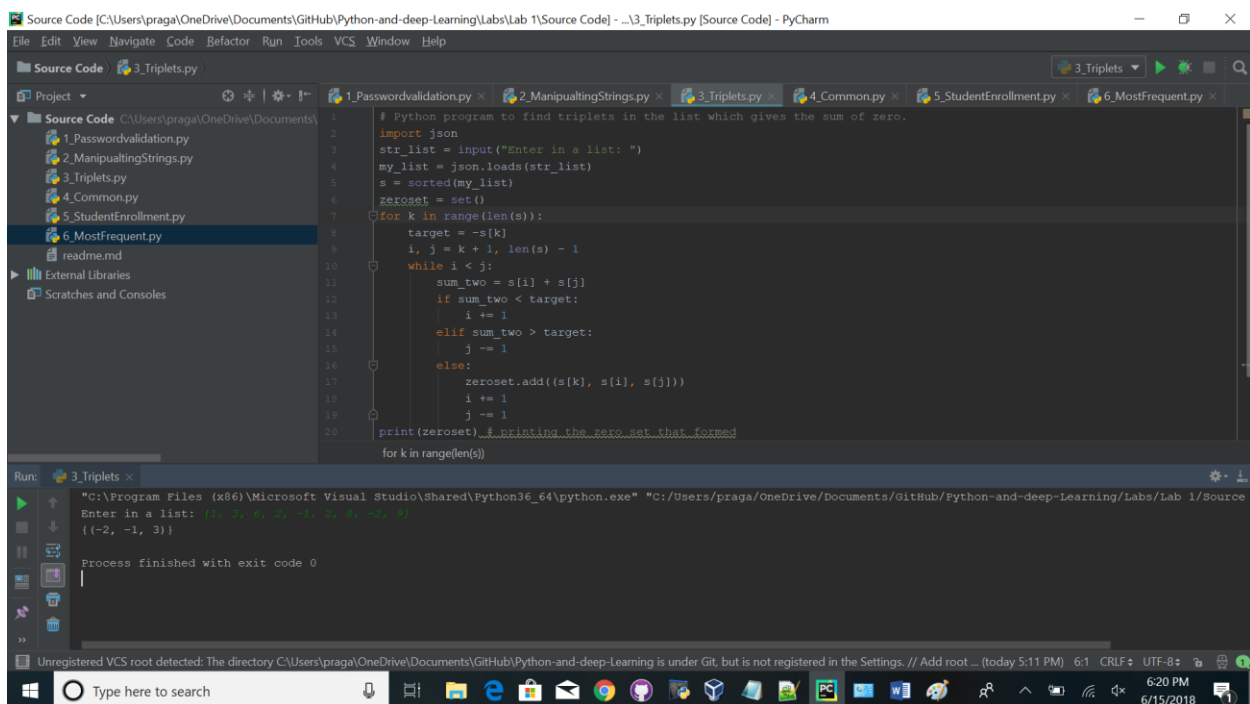 Source Code [C:\Users\praga\OneDrive\Documents\GitHub\Python-and-deep-Learning\Labs\Lab 1\Source Code] - ...\3_Triplets.py [Source Code] - PyCharm
File Edit View Navigate Code Refactor Run Tools VCS Window Help
Source Code 3_Triplets.py
3_Triplets
Project
1_Passwordvalidation.py 2_ManipualtingStrings.py 3_Triplets.py 4_Common.py 5_StudentEnrollment.py 6_MostFrequent.py
Source Code C:\Users\praga\OneDrive\Documents\
1_Passwordvalidation.py
2_ManipualtingStrings.py
3_Triplets.py
4_Common.py
5_StudentEnrollment.py
6_MostFrequent.py
readme.md
External Libraries
Scratches and Consoles
1 # Python program to find triplets in the list which gives the sum of zero.
2 import json
3 str_list = input("Enter in a list: ")
4 my_list = json.loads(str_list)
5 s = sorted(my_list)
6 zeroset = set()
7 for k in range(len(s)):
8 target = -s[k]
9 i, j = k + 1, len(s) - 1
10 while i < j:
11 sum_two = s[i] + s[j]
12 if sum_two < target:
13 i += 1
14 elif sum_two > target:
15 j -= 1
16 else:
17 zeroset.add((s[k], s[i], s[j]))
18 i += 1
19 j -= 1
20 print(zeroset) # printing the zero set that formed
for k in range(len(s))
Run: 3_Triplets
"C:\Program Files (x86)\Microsoft Visual Studio\Shared\Python36_64\python.exe" "C:/Users/praga/OneDrive/Documents/GitHub/Python-and-deep-Learning/Labs/Lab 1/Source
Enter in a list: [1, 3, 6, 2, -1, 2, 8, -2, 9]
{(-2, -1, 3)}
Process finished with exit code 0
Unregistered VCS root detected: The directory C:\Users\praga\OneDrive\Documents\GitHub\Python-and-deep-Learning is under Git, but is not registered in the Settings. // Add root ... (today 5:11 PM) 6:1 CRLF UTF-8
Type here to search
6:20 PM
6/15/2018